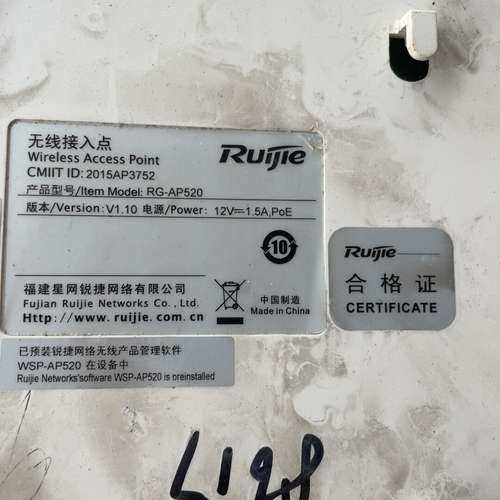 无线接入点
Wireless Access Point
CMIIT ID: 2015AP3752
Ruijie
产品型号/Item Model: RG-AP520
版本/Version: V1.10 电源/Power: 12V⎓1.5A,PoE
10
福建星网锐捷网络有限公司
Fujian Ruijie Networks Co., Ltd.
Http://www.ruijie.com.cn
中国制造
Made in China
Ruijie
合格证
CERTIFICATE
已预装锐捷网络无线产品管理软件
WSP-AP520 在设备中
Ruijie Networks'software WSP-AP520 is preinstalled